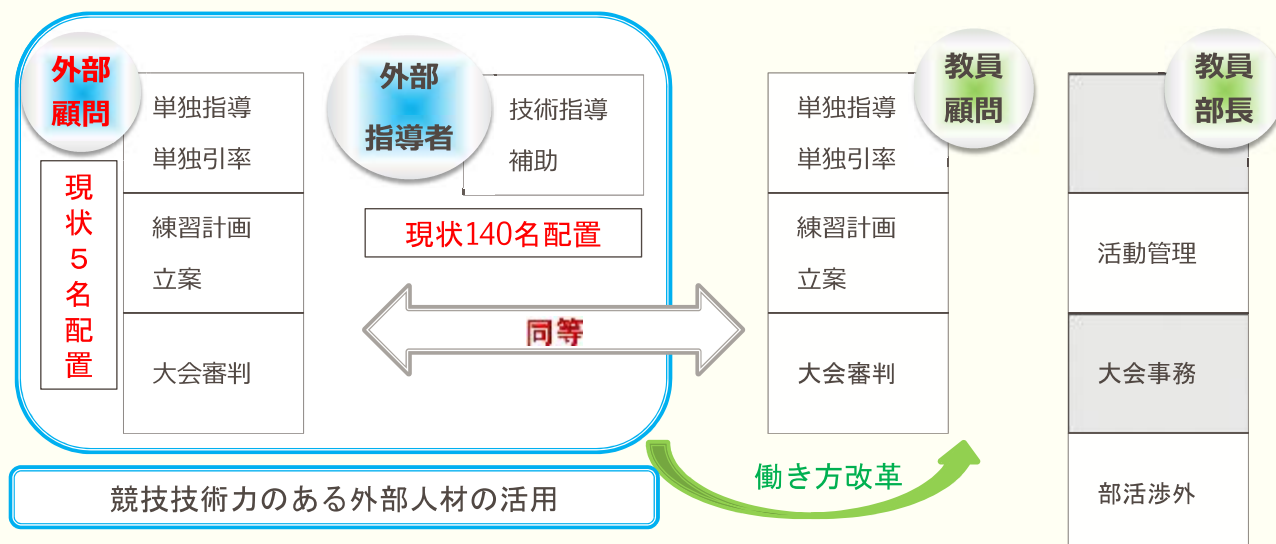 外部
顧問
単独指導
単独引率
練習計画
立案
大会審判
現状５名配置
外部
指導者
技術指導
補助
現状140名配置
同等
教員
顧問
単独指導
単独引率
練習計画
立案
大会審判
教員
部長
活動管理
大会事務
部活渉外
働き方改革
競技技術力のある外部人材の活用